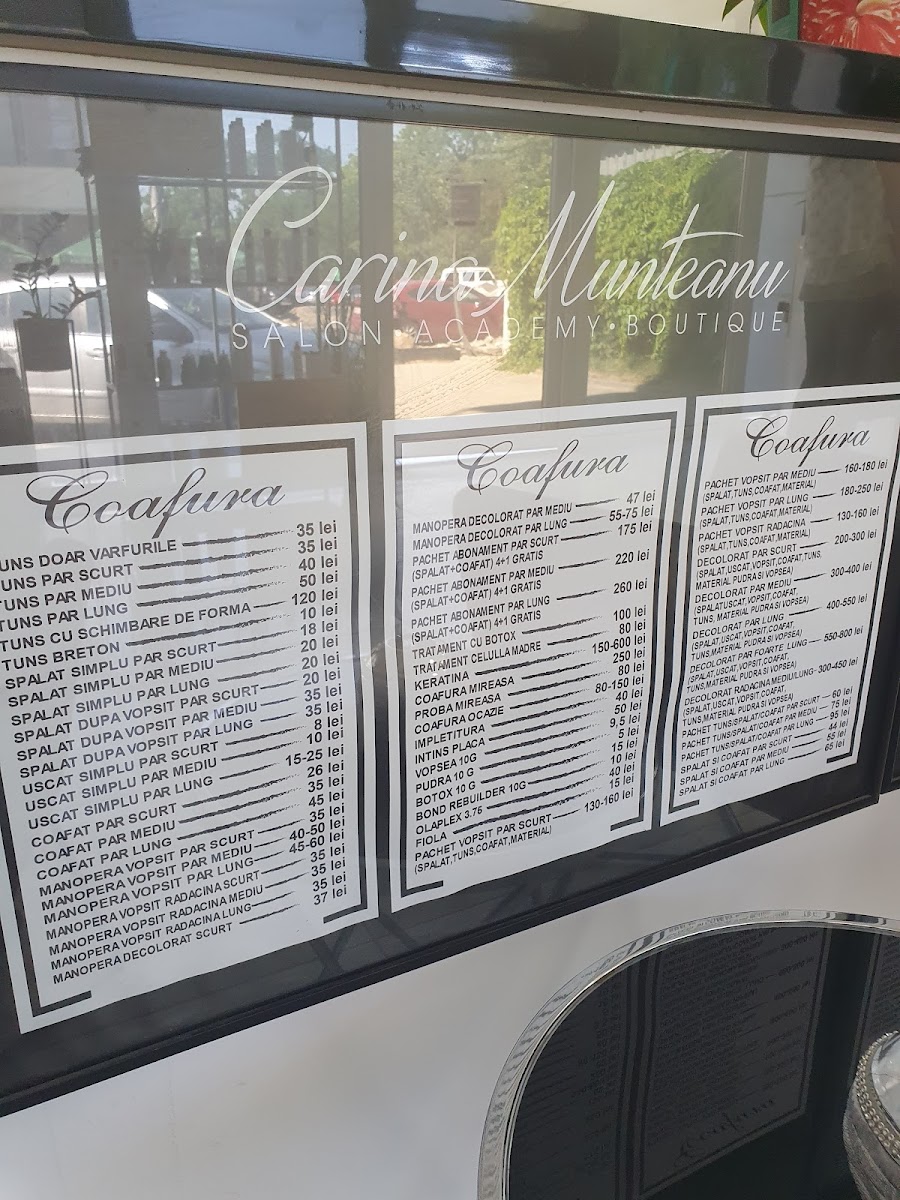 Carina Munteanu
SALON ACADEMY • BOUTIQUE
Coafura
UNS DOAR VARFURILE 35 lei
TUNS PAR SCURT 35 lei
TUNS PAR MEDIU 40 lei
TUNS PAR LUNG 50 lei
TUNS CU SCHIMBARE DE FORMA 120 lei
TUNS BRETON 10 lei
SPALAT SIMPLU PAR SCURT 18 lei
SPALAT SIMPLU PAR MEDIU 20 lei
SPALAT SIMPLU PAR LUNG 20 lei
SPALAT DUPA VOPSIT PAR SCURT 20 lei
SPALAT DUPA VOPSIT PAR MEDIU 35 lei
SPALAT DUPA VOPSIT PAR LUNG 35 lei
USCAT SIMPLU PAR SCURT 8 lei
USCAT SIMPLU PAR MEDIU 10 lei
USCAT SIMPLU PAR LUNG 15-25 lei
COAFAT PAR SCURT 26 lei
COAFAT PAR MEDIU 35 lei
COAFAT PAR LUNG 45 lei
MANOPERA VOPSIT PAR SCURT 35 lei
MANOPERA VOPSIT PAR MEDIU 40-50 lei
MANOPERA VOPSIT PAR LUNG 45-60 lei
MANOPERA VOPSIT RADACINA SCURT 35 lei
MANOPERA VOPSIT RADACINA MEDIU 35 lei
MANOPERA VOPSIT RADACINA LUNG 35 lei
MANOPERA DECOLORAT SCURT 37 lei
Coafura
MANOPERA DECOLORAT PAR MEDIU 47 lei
MANOPERA DECOLORAT PAR LUNG 55-75 lei
PACHET ABONAMENT PAR SCURT 175 lei
(SPALAT+COAFAT) 4+1 GRATIS
PACHET ABONAMENT PAR MEDIU 220 lei
(SPALAT+COAFAT) 4+1 GRATIS
PACHET ABONAMENT PAR LUNG 260 lei
(SPALAT+COAFAT) 4+1 GRATIS
TRATAMENT CU BOTOX 100 lei
TRATAMENT CELULLA MADRE 80 lei
KERATINA 150-600 lei
COAFURA MIREASA 250 lei
PROBA MIREASA 80 lei
COAFURA OCAZIE 80-150 lei
IMPLETITURA 40 lei
INTINS PLACA 50 lei
VOPSEA 10G 9,5 lei
PUDRA 10 G 5 lei
BOTOX 10 G 15 lei
BOND REBUILDER 10G 10 lei
OLAPLEX 3.75 40 lei
FIOLA 15 lei
PACHET VOPSIT PAR SCURT 130-160 lei
(SPALAT,TUNS,COAFAT,MATERIAL)
Coafura
PACHET VOPSIT PAR MEDIU 160-180 lei
(SPALAT,TUNS,COAFAT,MATERIAL)
PACHET VOPSIT PAR LUNG 180-250 lei
(SPALAT,TUNS,COAFAT,MATERIAL)
PACHET VOPSIT RADACINA 130-160 lei
(SPALAT,TUNS,COAFAT,MATERIAL)
DECOLORAT PAR SCURT 200-300 lei
(SPALAT,USCAT,VOPSIT,COAFAT,TUNS,
MATERIAL PUDRA SI VOPSEA)
DECOLORAT PAR MEDIU 300-400 lei
(SPALATUSCAT,VOPSIT,COAFAT,
TUNS, MATERIAL PUDRA SI VOPSEA)
DECOLORAT PAR LUNG 400-550 lei
(SPALAT,USCAT,VOPSIT,COAFAT,
TUNS,MATERIAL PUDRA SI VOPSEA)
DECOLORAT PAR FOARTE LUNG 550-800 lei
(SPALAT,USCAT,VOPSIT,COAFAT,
TUNS,MATERIAL PUDRA SI VOPSEA)
DECOLORAT RADACINA MEDIU/LUNG 300-450 lei
(SPALAT,USCAT,VOPSIT,COAFAT,
TUNS,MATERIAL PUDRA SI VOPSEA)
PACHET TUNS/SPALAT/COAFAT PAR SCURT 60 lei
PACHET TUNS/SPALAT/COAFAT PAR MEDIU 75 lei
PACHET TUNS/SPALAT/COAFAT PAR LUNG 95 lei
SPALAT SI COAFAT PAR SCURT 44 lei
SPALAT SI COAFAT PAR MEDIU 55 lei
SPALAT SI COAFAT PAR LUNG 65 lei